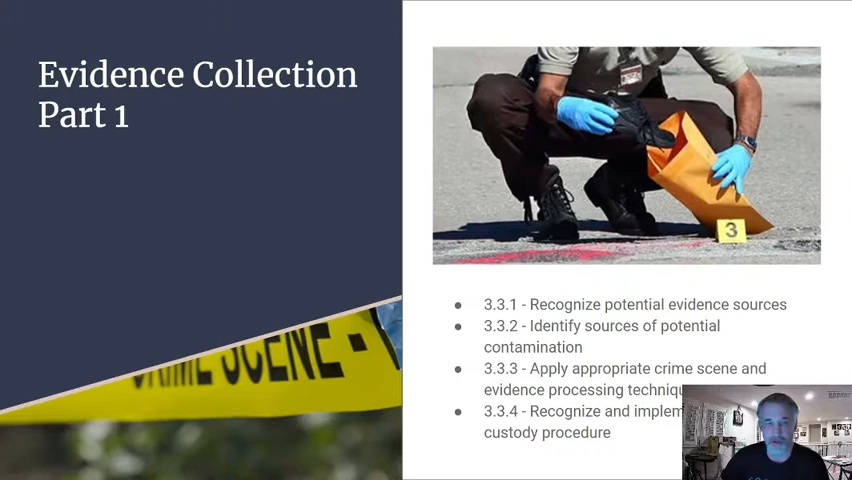 Evidence Collection
Part 1
CRIME SCENE -
3
3.3.1 - Recognize potential evidence sources
3.3.2 - Identify sources of potential
contamination
3.3.3 - Apply appropriate crime scene and
evidence processing
3.3.4 - Recognize and
custody procedure